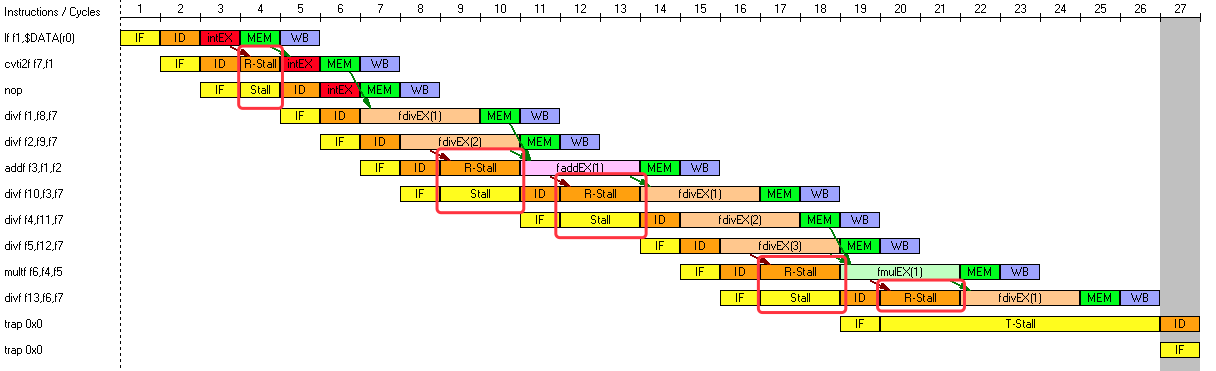 Instructions / Cycles 1 2 3 4 5 6 7 8 9 10 11 12 13 14 15 16 17 18 19 20 21 22 23 24 25 26 27
lf f1,$DATA(r0) IF ID intEX MEM WB
cvti2f f7,f1 IF ID R-Stall intEX MEM WB
nop IF Stall ID intEX MEM WB
divf f1,f8,f7 IF ID fdivEX(1) MEM WB
divf f2,f9,f7 IF ID fdivEX(2) MEM WB
addf f3,f1,f2 IF ID R-Stall faddEX(1) MEM WB
divf f10,f3,f7 IF Stall ID R-Stall fdivEX(1) MEM WB
divf f4,f11,f7 IF Stall ID fdivEX(2) MEM WB
divf f5,f12,f7 IF ID fdivEX(3) MEM WB
multf f6,f4,f5 IF ID R-Stall fmulEX(1) MEM WB
divf f13,f6,f7 IF Stall ID R-Stall fdivEX(1) MEM WB
trap 0x0 IF T-Stall ID
trap 0x0 IF